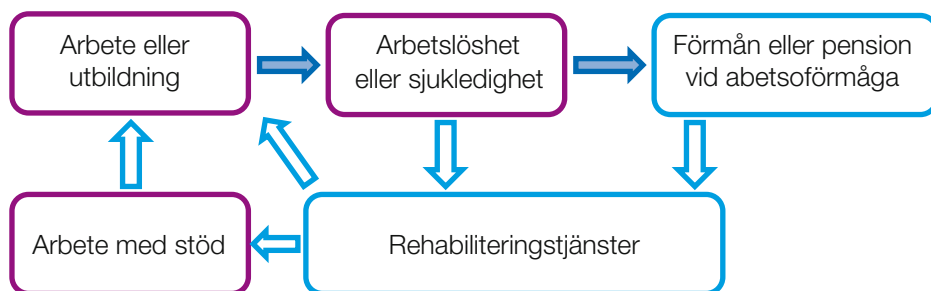 Arbete eller
utbildning
Arbetslöshet
eller sjukledighet
Förmån eller pension
vid abetsoförmåga
Arbete med stöd
Rehabiliteringstjänster